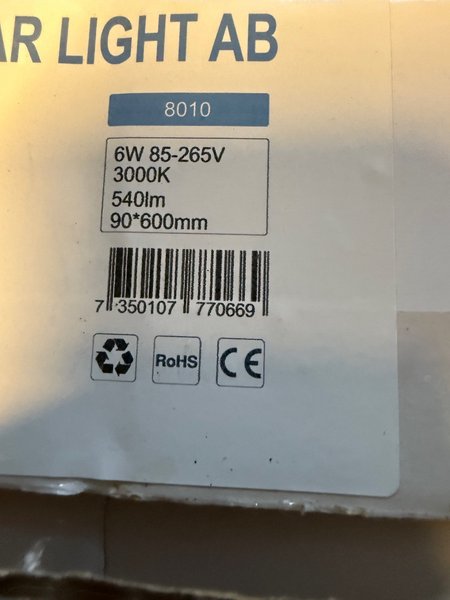 AR LIGHT AB
8010
6W 85-265V
3000K
540lm
90*600mm
7 350107 770669
RoHS CE